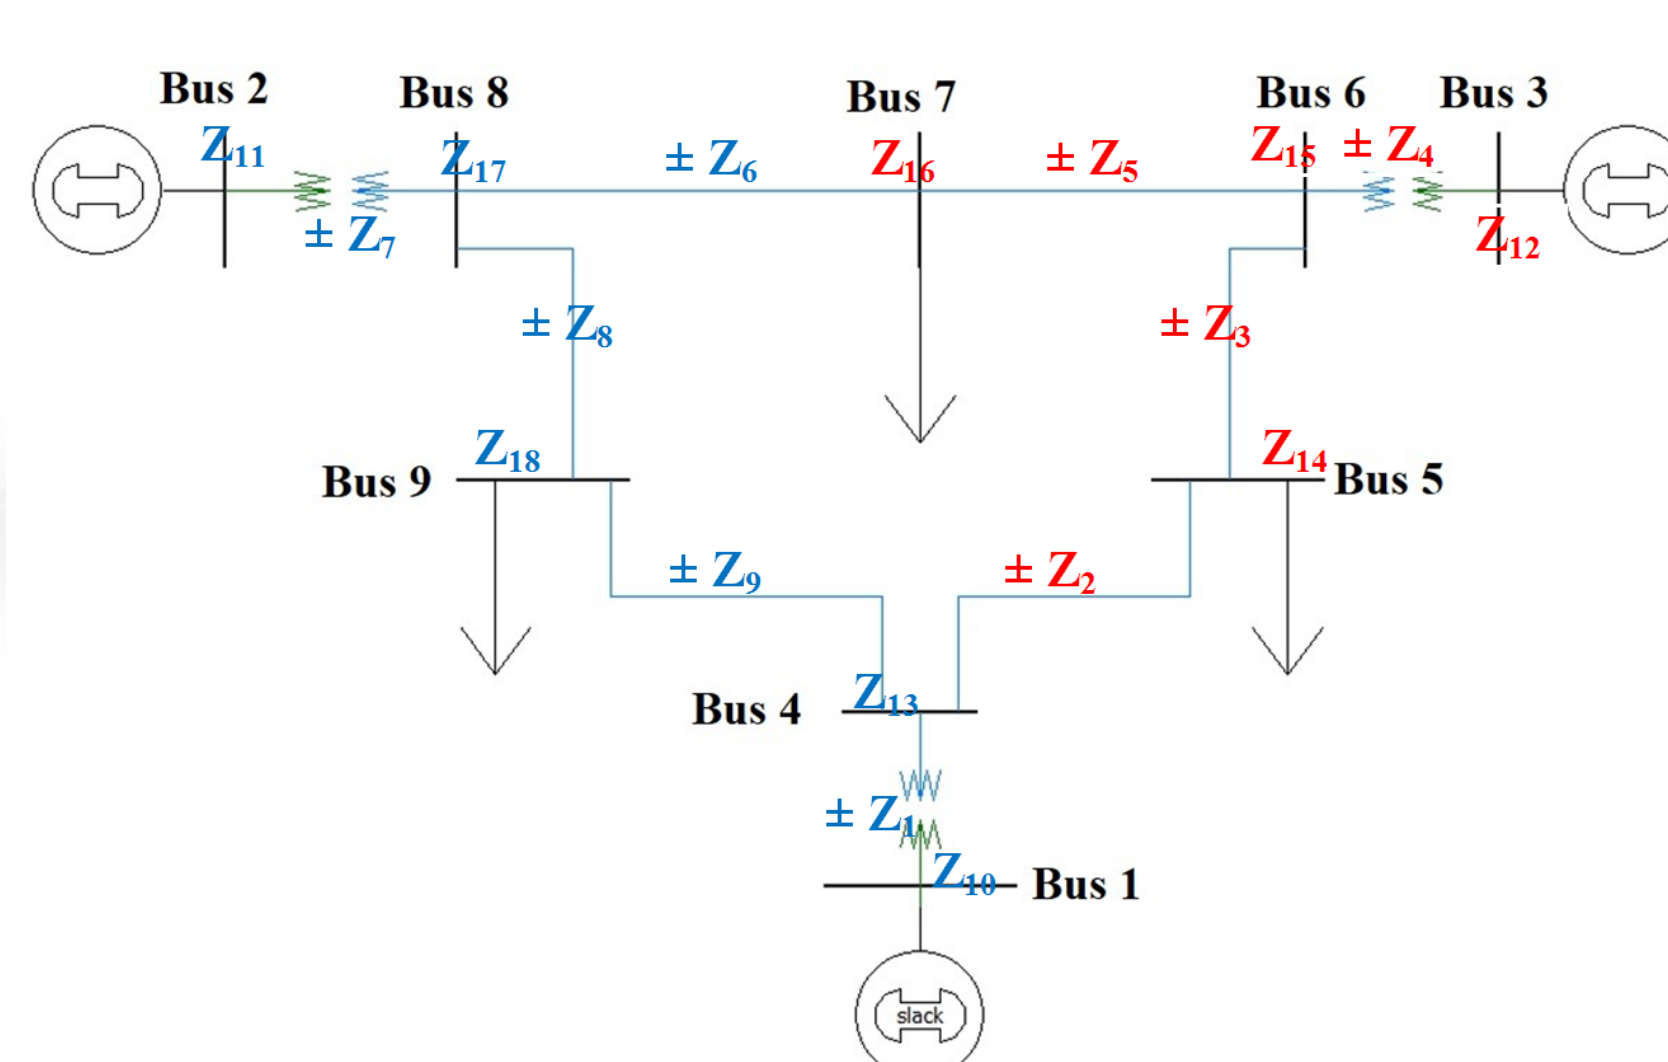 Bus 2
Bus 8
Bus 7
Bus 6
Bus 3
Z₁₁
Z₁₇
± Z₆
Z₁₆
± Z₅
Z₁₅
± Z₄
± Z₇
Z₁₂
± Z₈
± Z₃
Z₁₈
Z₁₄
Bus 9
Bus 5
± Z₉
± Z₂
Z₁₃
Bus 4
± Z₁
Z₁₀
Bus 1
slack